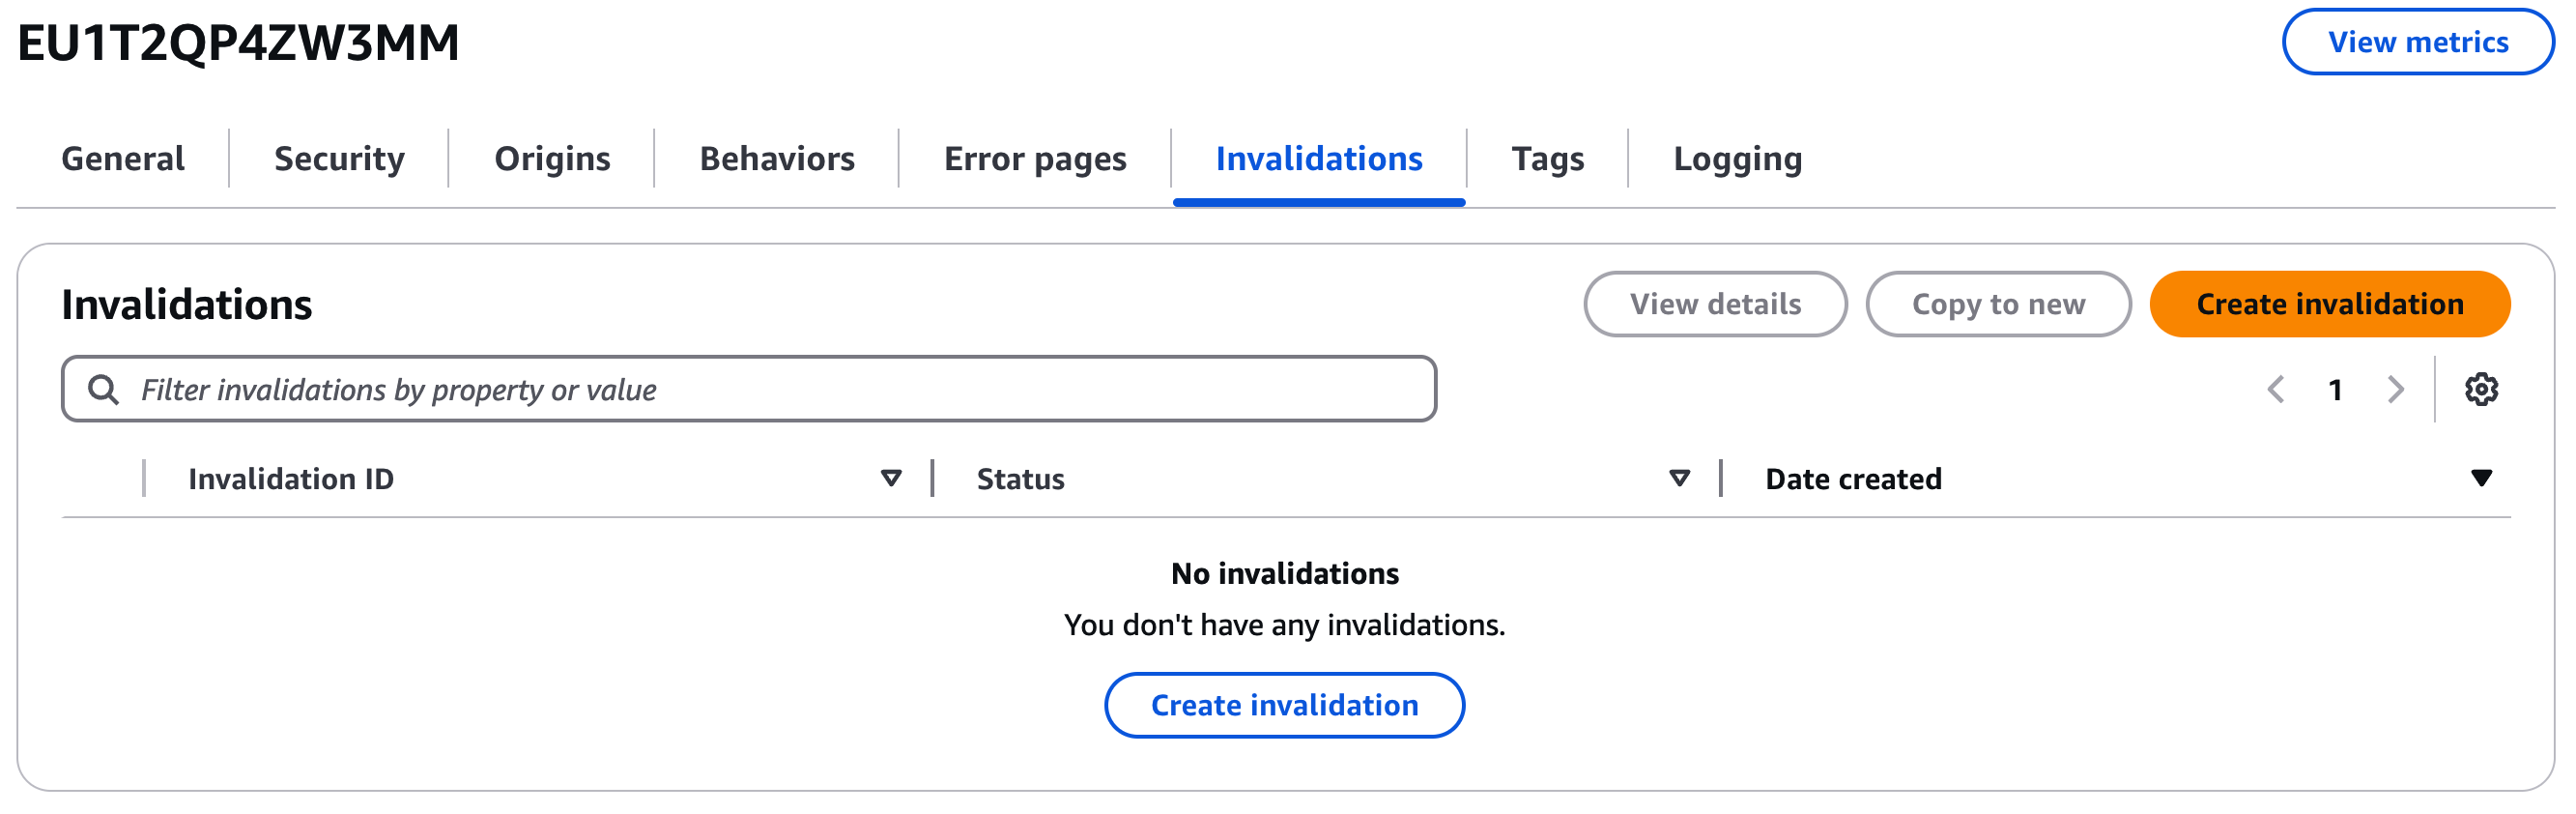 EU1T2QP4ZW3MM
View metrics
General
Security
Origins
Behaviors
Error pages
Invalidations
Tags
Logging
Invalidations
View details
Copy to new
Create invalidation
Filter invalidations by property or value
1
Invalidation ID
Status
Date created
No invalidations
You don't have any invalidations.
Create invalidation